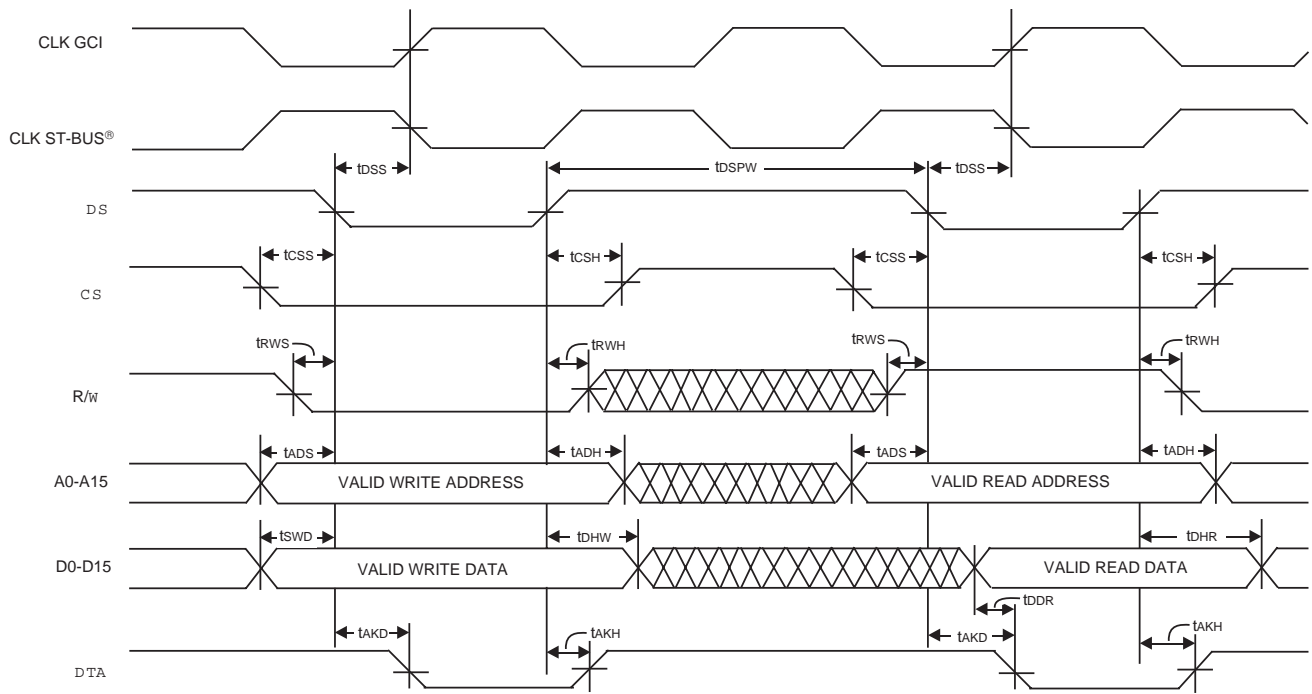 CLK GCI
CLK ST-BUS®
tDSS tDSPW tDSS
DS
tCSS tCSH tCSS tCSH
CS
tRWS tRWH tRWS tRWH
R/W
tADS tADH tADS tADH
A0-A15 VALID WRITE ADDRESS VALID READ ADDRESS
tSWD tDHW tDHR
D0-D15 VALID WRITE DATA VALID READ DATA
tDDR
tAKD tAKH tAKD tAKH
DTA